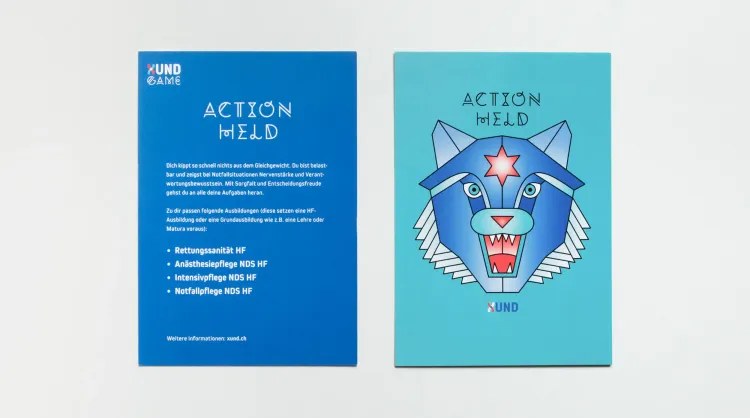 XUND
GAME
ACTION
HELD
Dich kippt so schnell nichts aus dem Gleichgewicht. Du bist belast-
bar und zeigst bei Notfallsituationen Nervenstärke und Verant-
wortungsbewusstsein. Mit Sorgfalt und Entscheidungsfreude
gehst du an alle deine Aufgaben heran.
Zu dir passen folgende Ausbildungen (diese setzen eine HF-
Ausbildung oder eine Grundausbildung wie z.B. eine Lehre oder
Matura voraus):
• Rettungssanität HF
• Anästhesiepflege NDS HF
• Intensivpflege NDS HF
• Notfallpflege NDS HF
Weitere Informationen: xund.ch
ACTION
HELD
XUND